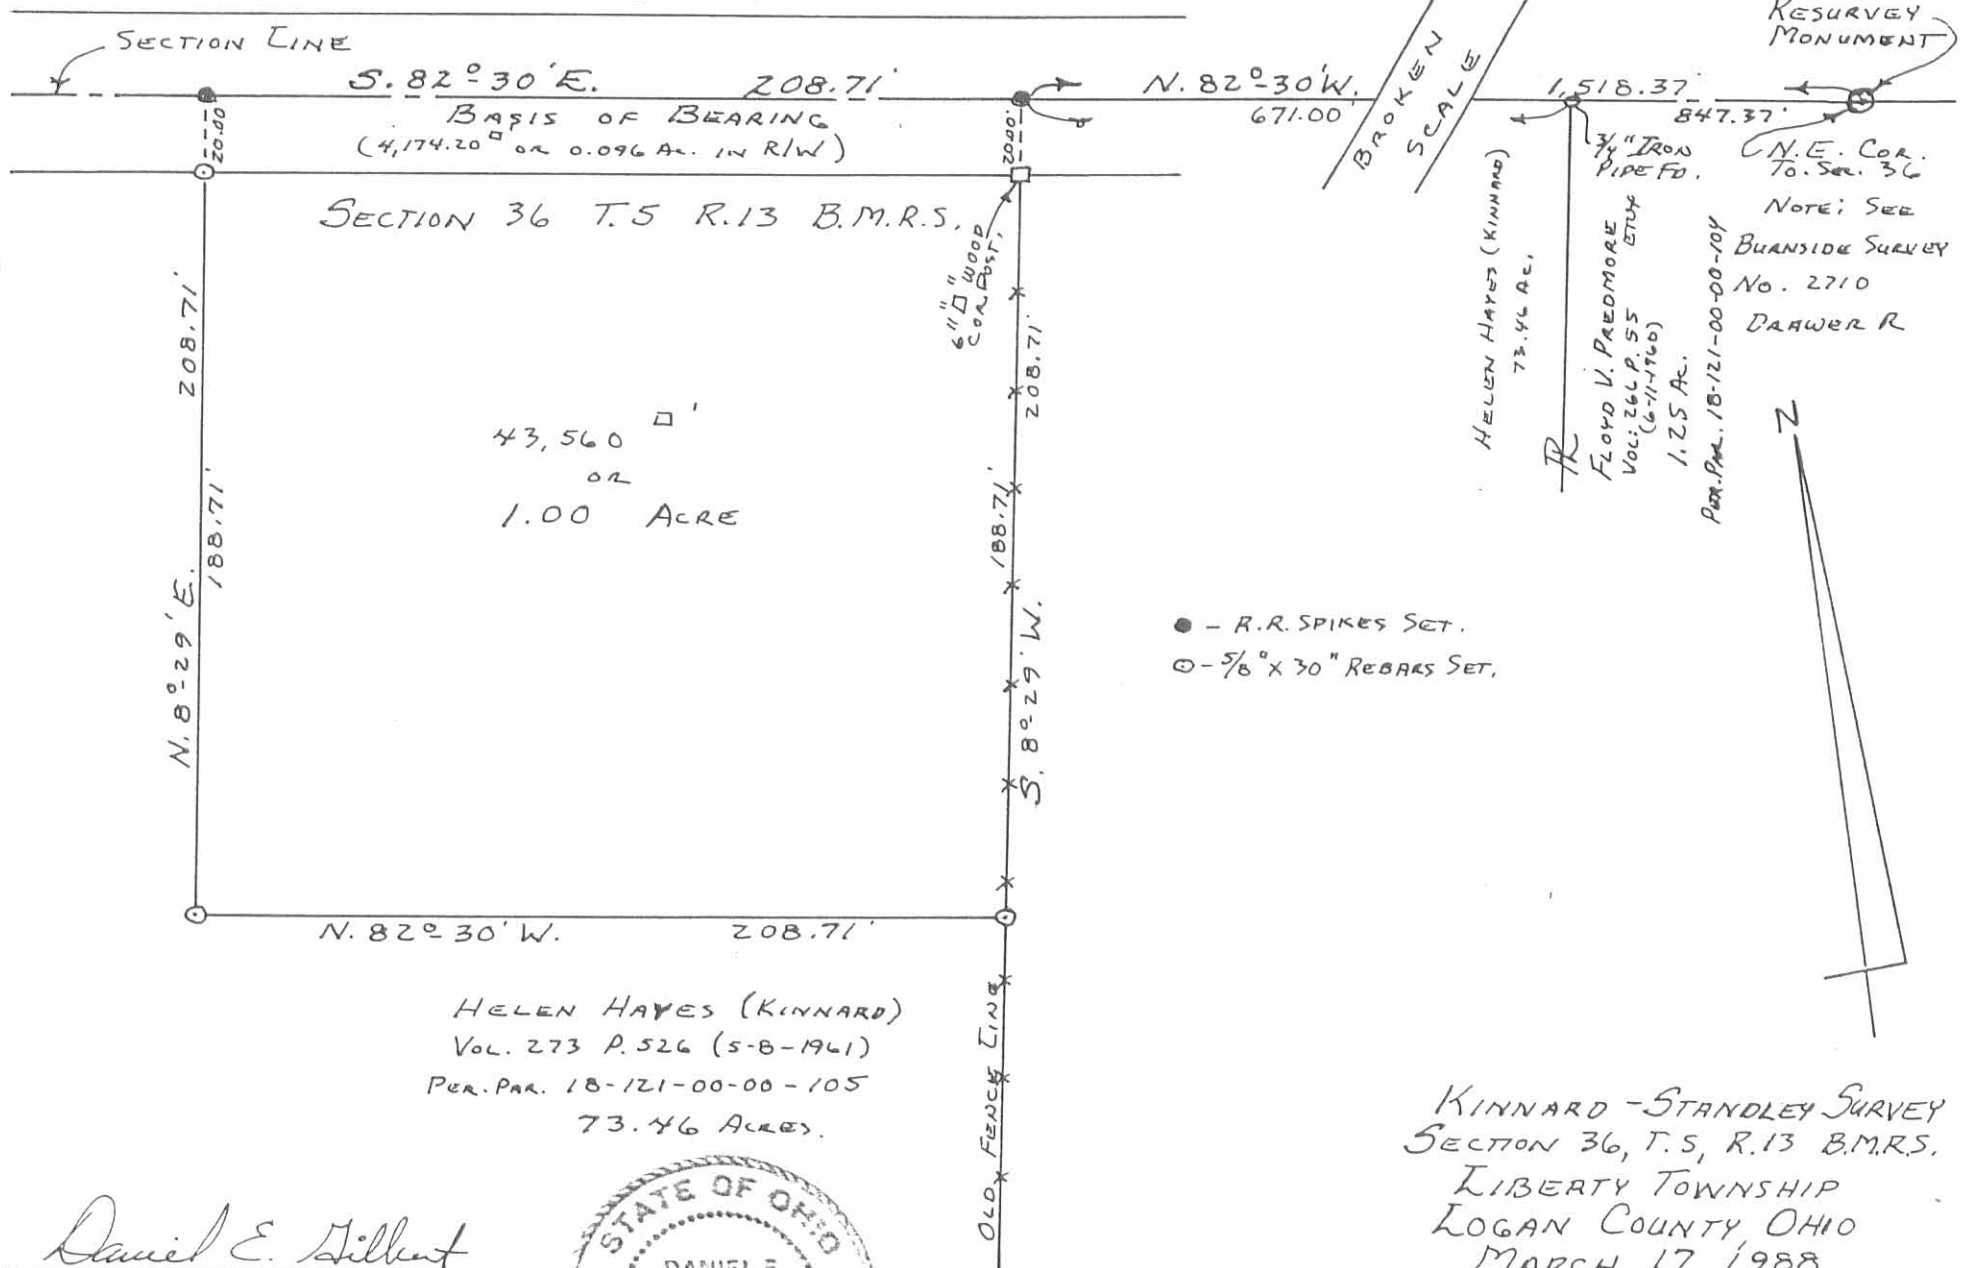 SECTION LINE
S. 82°-30' E. 208.71'
BASIS OF BEARING
(4,174.20 □' OR 0.096 AC. IN R/W)
20.00'
20.00'
N. 82°-30' W.
671.00'
BROKEN
SCALE
1,518.37'
847.37'
RESURVEY
MONUMENT
3/4" IRON
PIPE FD.
N.E. COR.
TO. SEC. 36
NOTE: SEE
BURNSIDE SURVEY
NO. 2710
DRAWER R
HELEN HAYES (KINNARD)
73.46 AC.
PL
FLOYD V. PREDMORE ETUX
VOL: 266 P. 55
(6-11-1960)
1.25 AC.
PER. PAR. 18-121-00-00-104
SECTION 36 T.5 R.13 B.M.R.S.
6" □" WOOD
COR. POST.
208.71'
188.71'
N. 8°-29' E.
43,560 □'
OR
1.00 ACRE
208.71'
188.71'
S. 8°-29' W.
N
- R.R. SPIKES SET.
- 5/8" X 30" REBARS SET.
N. 82°-30' W. 208.71'
HELEN HAYES (KINNARD)
VOL. 273 P. 526 (5-8-1961)
PER. PAR. 18-121-00-00-105
73.46 ACRES.
OLD FENCE LINE
KINNARD - STANDLEY SURVEY
SECTION 36, T.5, R.13 B.M.R.S.
LIBERTY TOWNSHIP
LOGAN COUNTY, OHIO
MARCH 17, 1988
Daniel E. Gilbert
STATE OF OHIO
DANIEL E.